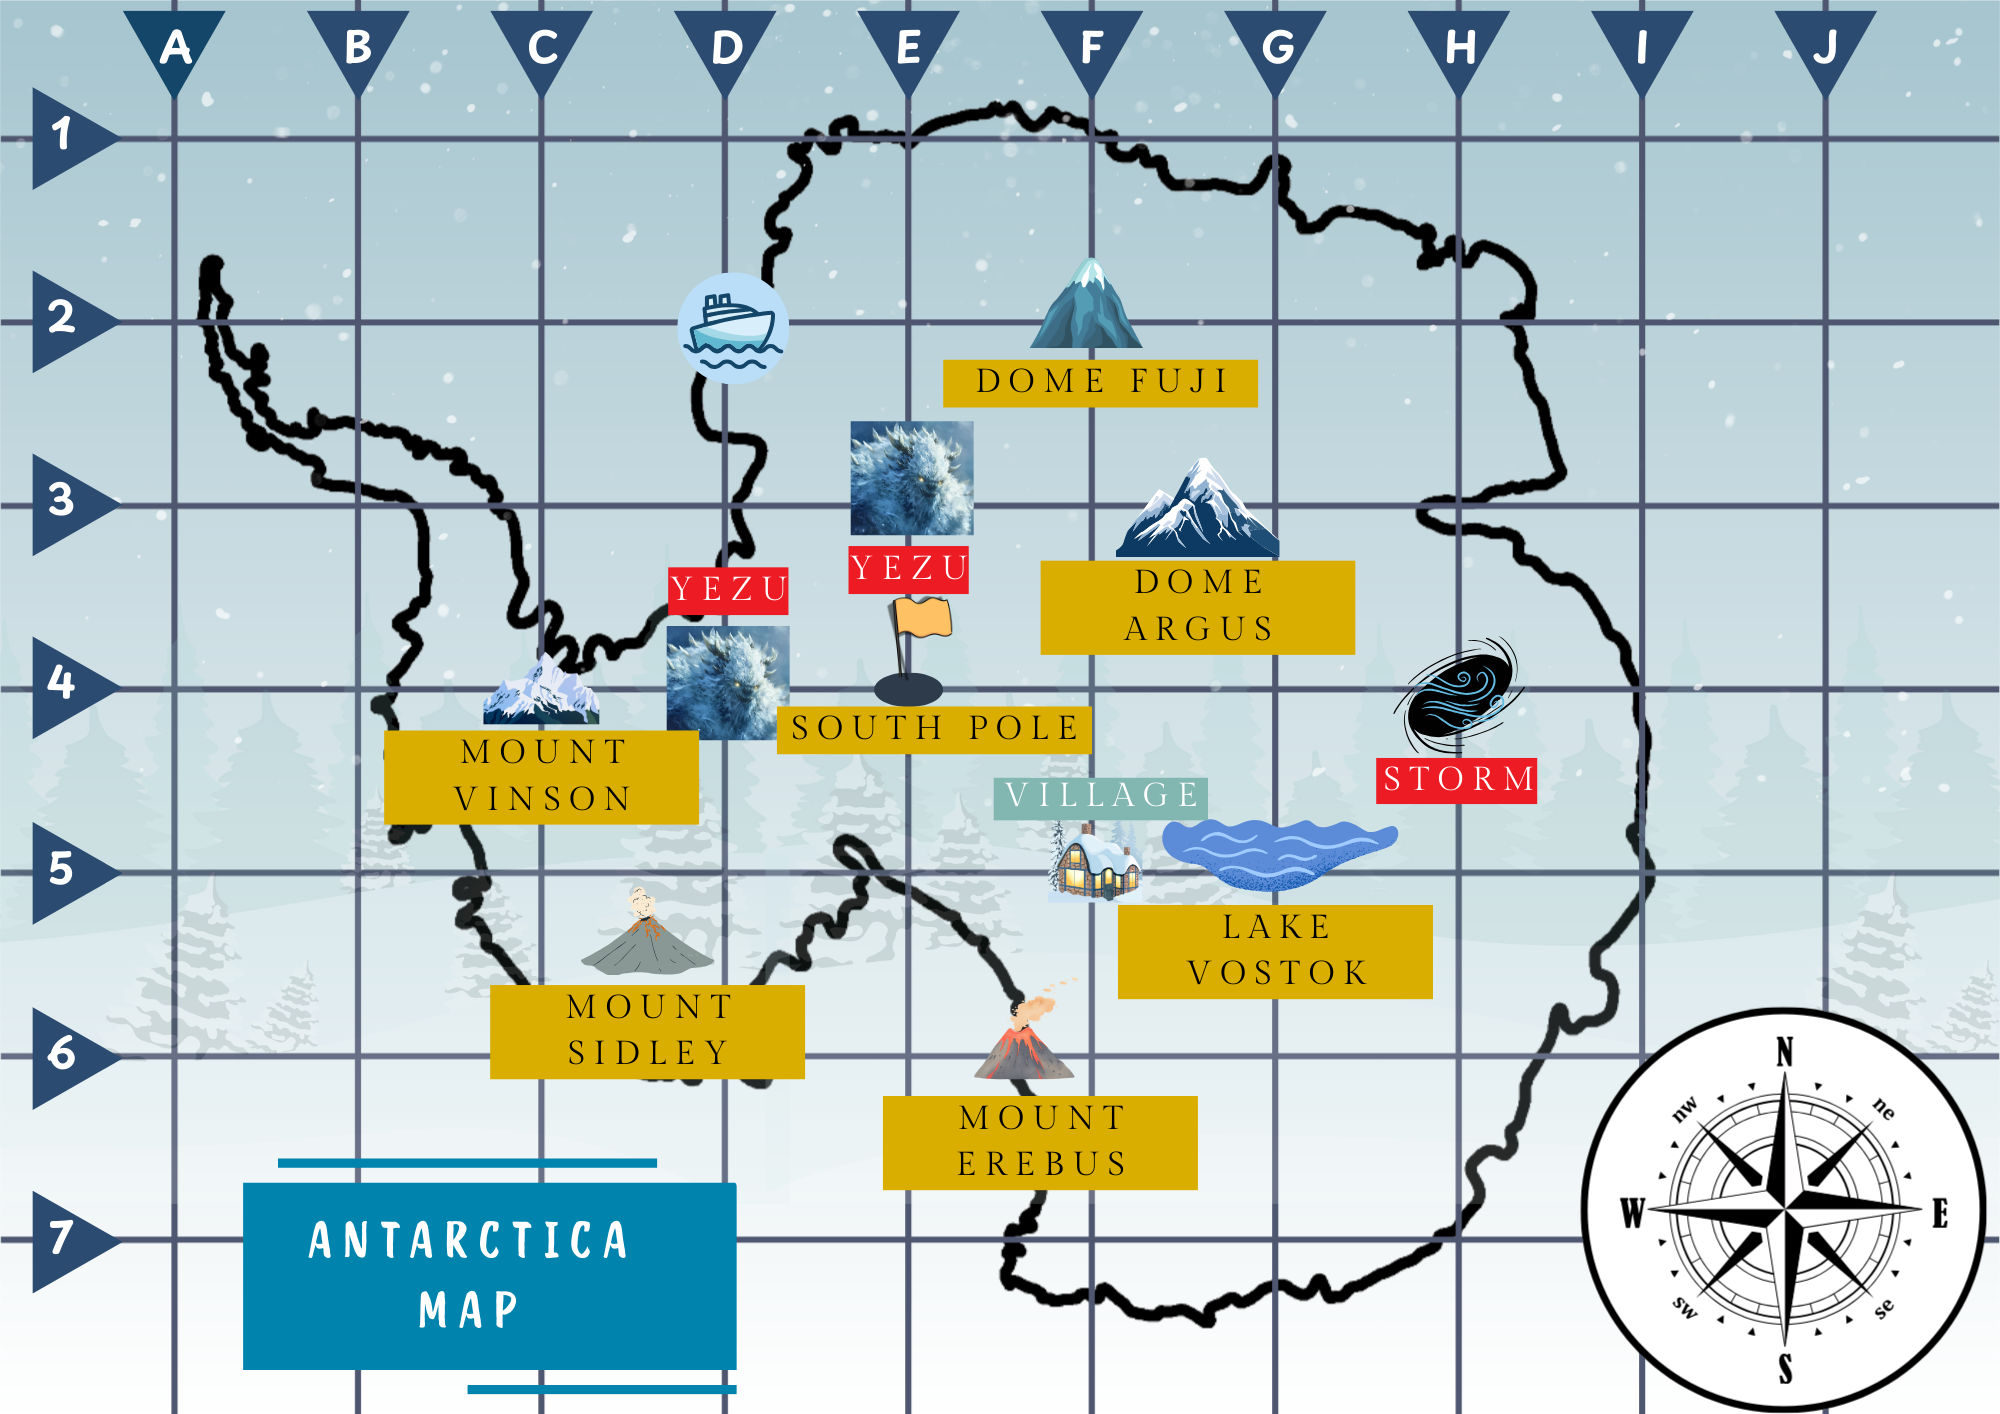 A B C D E F G H I J
1
2
DOME FUJI
3
YEZU
YEZU
DOME
ARGUS
4
SOUTH POLE
MOUNT
VINSON
STORM
VILLAGE
5
LAKE
VOSTOK
MOUNT
SIDLEY
6
MOUNT
EREBUS
7
ANTARCTICA
MAP
N
nw
ne
W
E
sw
se
S